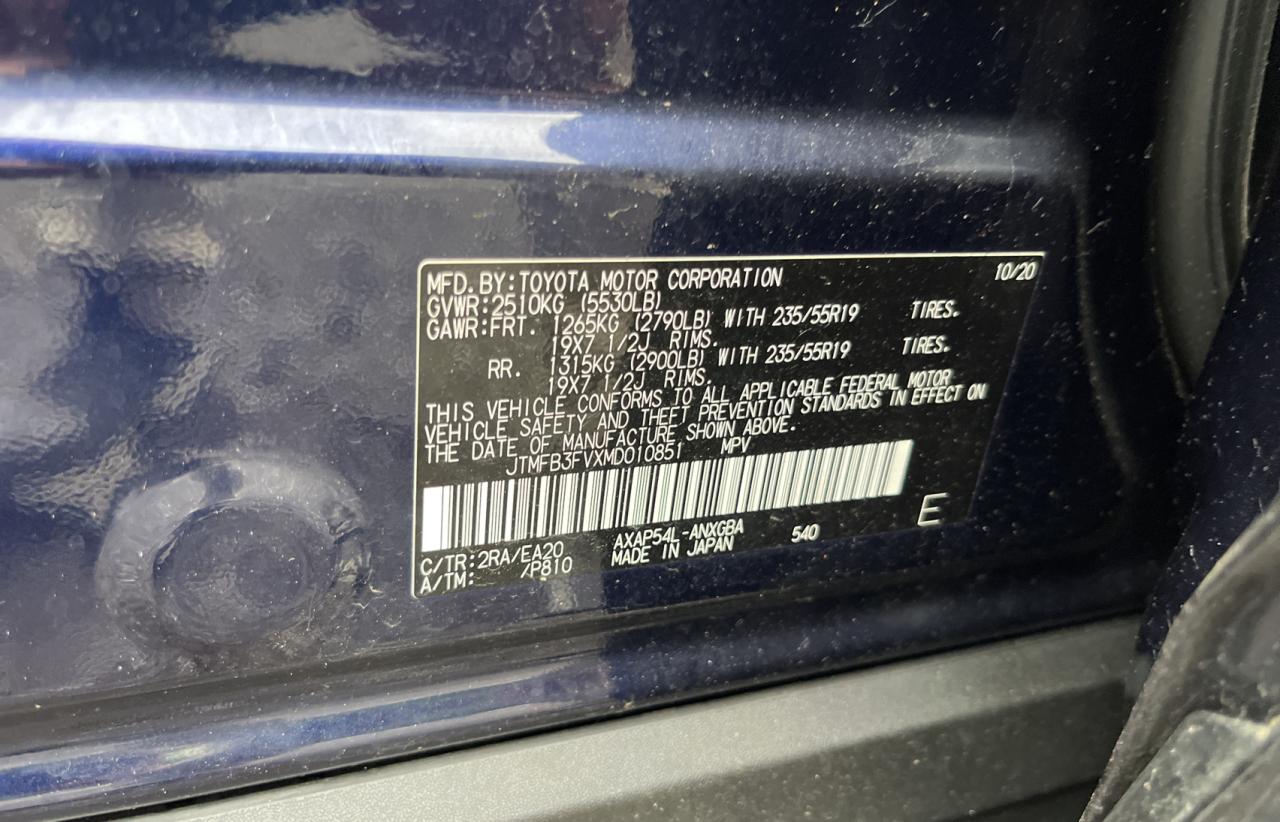 MFD. BY: TOYOTA MOTOR CORPORATION 10/20
GVWR: 2510KG (5530LB)
GAWR: FRT. 1265KG (2790LB) WITH 235/55R19 TIRES.
19X7 1/2J RIMS.
RR. 1315KG (2900LB) WITH 235/55R19 TIRES.
19X7 1/2J RIMS.
THIS VEHICLE CONFORMS TO ALL APPLICABLE FEDERAL MOTOR
VEHICLE SAFETY AND THEFT PREVENTION STANDARDS IN EFFECT ON
THE DATE OF MANUFACTURE SHOWN ABOVE.
JTMFB3FVXMD010851 MPV
C/TR: 2RA/EA20 AXAP54L-ANXGBA 540 E
A/TM: /P810 MADE IN JAPAN